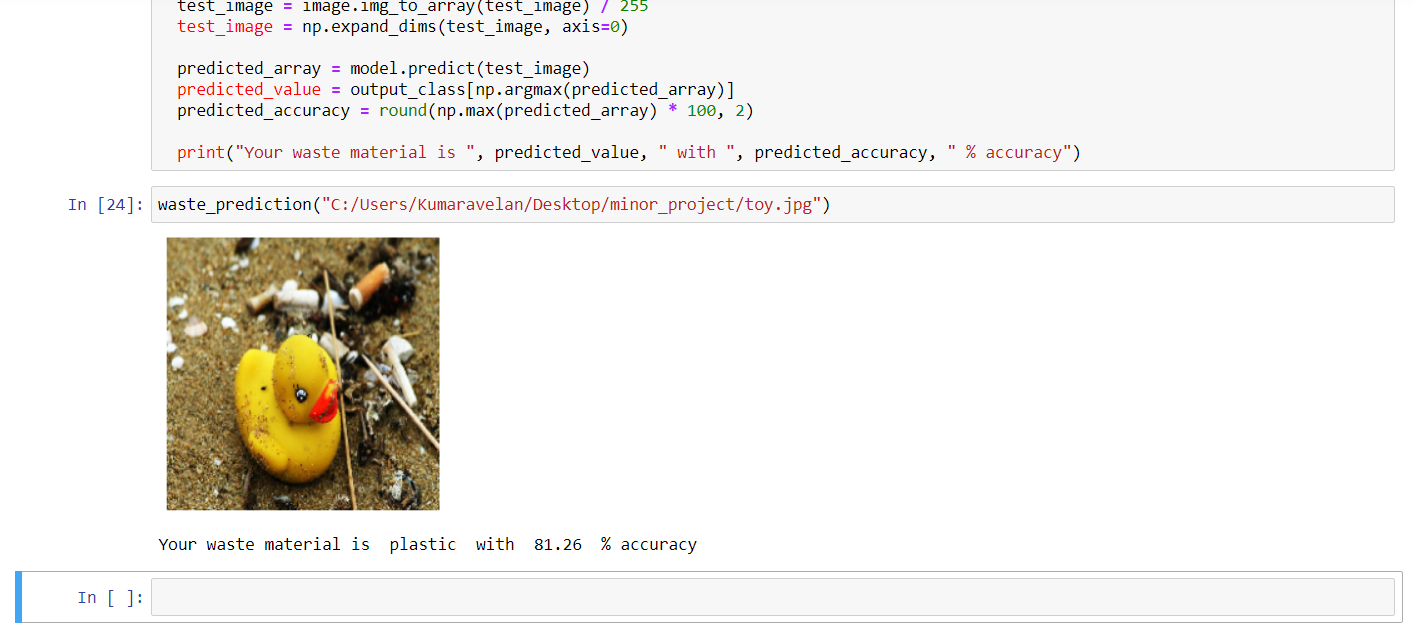 test_image = image.img_to_array(test_image) / 255
test_image = np.expand_dims(test_image, axis=0)
predicted_array = model.predict(test_image)
predicted_value = output_class[np.argmax(predicted_array)]
predicted_accuracy = round(np.max(predicted_array) * 100, 2)
print("Your waste material is ", predicted_value, " with ", predicted_accuracy, " % accuracy")
In [24]: waste_prediction("C:/Users/Kumaravelan/Desktop/minor_project/toy.jpg")
Your waste material is  plastic  with  81.26  % accuracy
In [ ]: